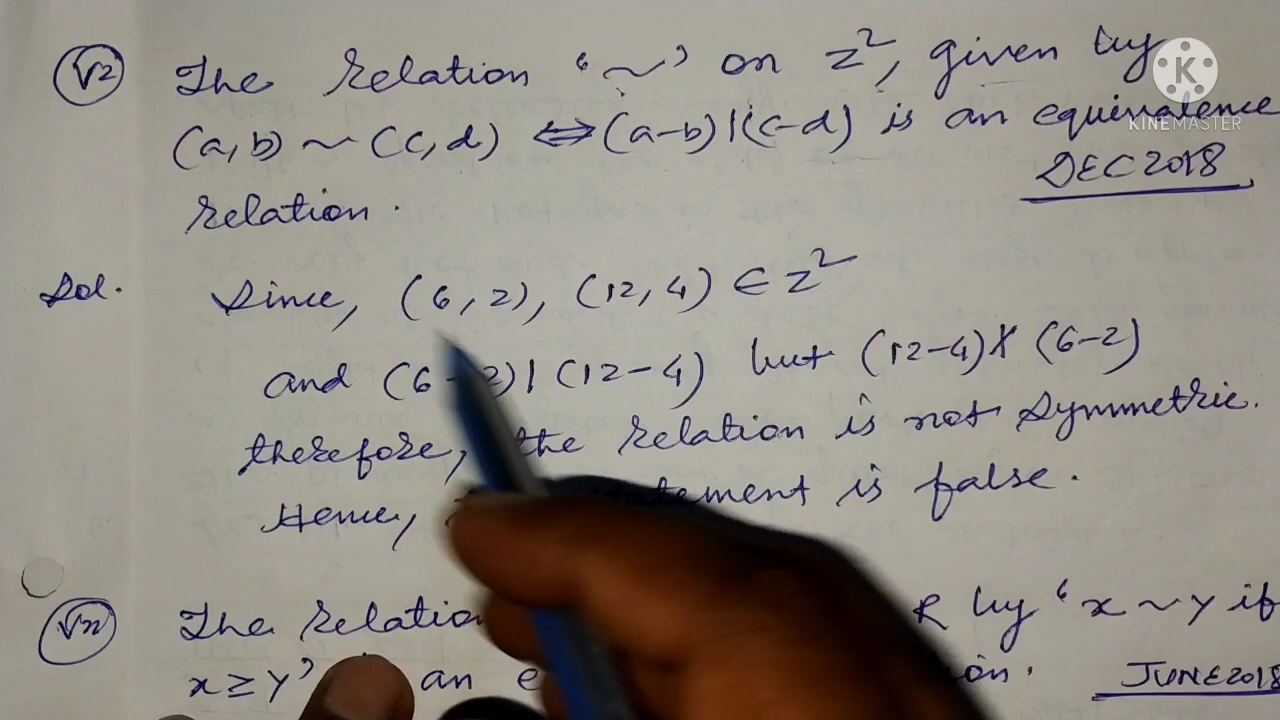 (vi) The relation '~' on Z², given by
(a,b) ~ (c,d) ⇔ (a-b)|(c-d) is an equivalence
relation. DEC 2018
Sol. Since, (6,2), (12,4) ∈ Z²
and (6-2)| (12-4) but (12-4)∤ (6-2)
therefore, the relation is not symmetric.
Hence, statement is false.
The relation R by 'x ~ y if
x ≥ y' an JUNE 2018
K
KINEMASTER